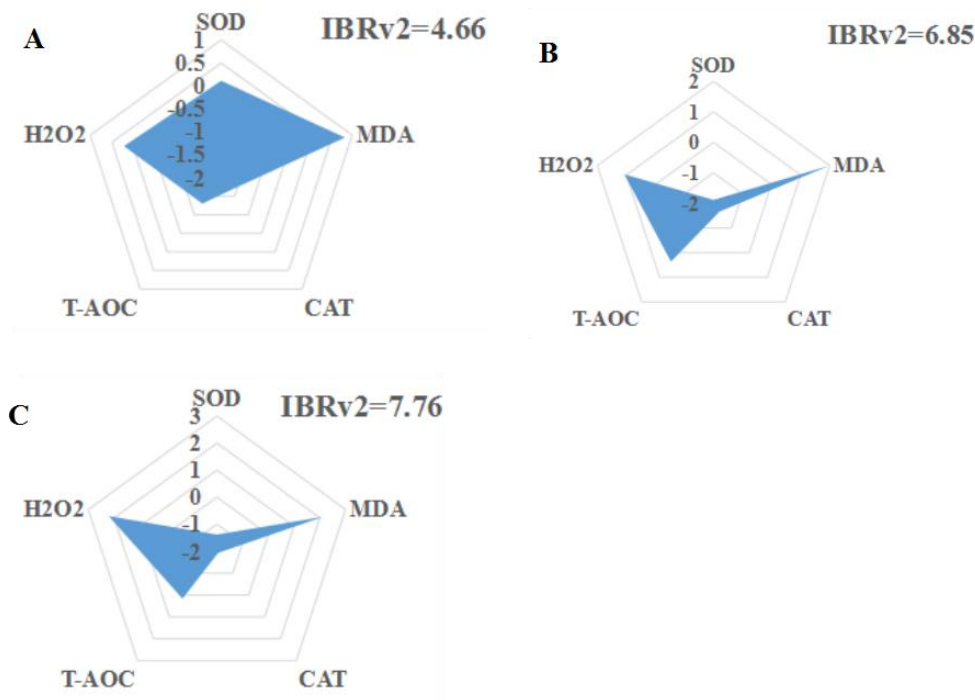 A
SOD
IBRv2=4.66
1
0.5
0
-0.5
-1
-1.5
-2
H2O2
MDA
T-AOC
CAT
B
SOD
IBRv2=6.85
2
1
0
-1
-2
H2O2
MDA
T-AOC
CAT
C
SOD
IBRv2=7.76
3
2
1
0
-1
-2
H2O2
MDA
T-AOC
CAT